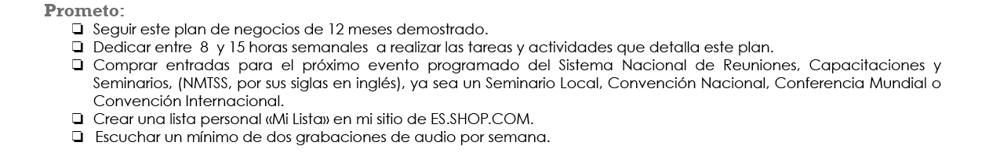 Prometo:
❏ Seguir este plan de negocios de 12 meses demostrado.
❏ Dedicar entre 8 y 15 horas semanales a realizar las tareas y actividades que detalla este plan.
❏ Comprar entradas para el próximo evento programado del Sistema Nacional de Reuniones, Capacitaciones y
Seminarios, (NMTSS, por sus siglas en inglés), ya sea un Seminario Local, Convención Nacional, Conferencia Mundial o
Convención Internacional.
❏ Crear una lista personal «Mi Lista» en mi sitio de ES.SHOP.COM.
❏ Escuchar un mínimo de dos grabaciones de audio por semana.